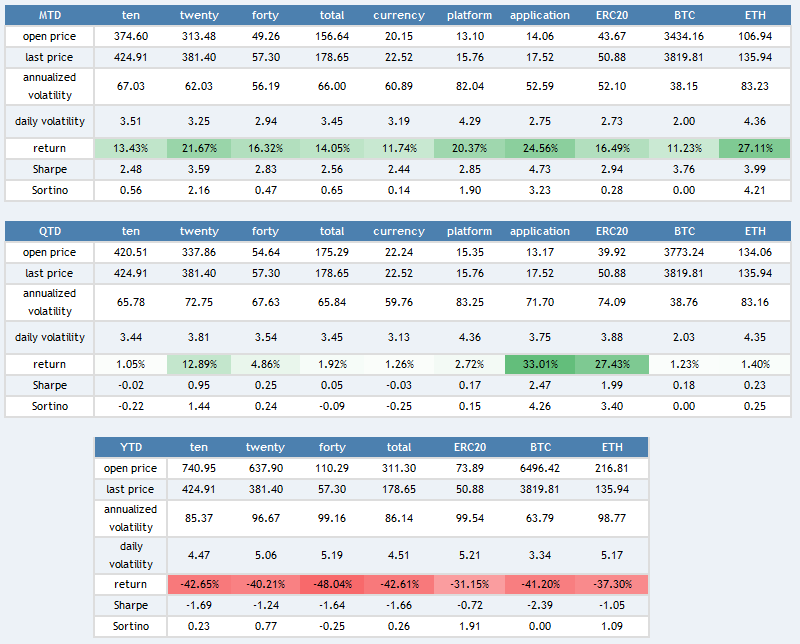 MTD ten twenty forty total currency platform application ERC20 BTC ETH
open price 374.60 313.48 49.26 156.64 20.15 13.10 14.06 43.67 3434.16 106.94
last price 424.91 381.40 57.30 178.65 22.52 15.76 17.52 50.88 3819.81 135.94
annualized
volatility 67.03 62.03 56.19 66.00 60.89 82.04 52.59 52.10 38.15 83.23
daily volatility 3.51 3.25 2.94 3.45 3.19 4.29 2.75 2.73 2.00 4.36
return 13.43% 21.67% 16.32% 14.05% 11.74% 20.37% 24.56% 16.49% 11.23% 27.11%
Sharpe 2.48 3.59 2.83 2.56 2.44 2.85 4.73 2.94 3.76 3.99
Sortino 0.56 2.16 0.47 0.65 0.14 1.90 3.23 0.28 0.00 4.21
QTD ten twenty forty total currency platform application ERC20 BTC ETH
open price 420.51 337.86 54.64 175.29 22.24 15.35 13.17 39.92 3773.24 134.06
last price 424.91 381.40 57.30 178.65 22.52 15.76 17.52 50.88 3819.81 135.94
annualized
volatility 65.78 72.75 67.63 65.84 59.76 83.25 71.70 74.09 38.76 83.16
daily volatility 3.44 3.81 3.54 3.45 3.13 4.36 3.75 3.88 2.03 4.35
return 1.05% 12.89% 4.86% 1.92% 1.26% 2.72% 33.01% 27.43% 1.23% 1.40%
Sharpe -0.02 0.95 0.25 0.05 -0.03 0.17 2.47 1.99 0.18 0.23
Sortino -0.22 1.44 0.24 -0.09 -0.25 0.15 4.26 3.40 0.00 0.25
YTD ten twenty forty total ERC20 BTC ETH
open price 740.95 637.90 110.29 311.30 73.89 6496.42 216.81
last price 424.91 381.40 57.30 178.65 50.88 3819.81 135.94
annualized
volatility 85.37 96.67 99.16 86.14 99.54 63.79 98.77
daily
volatility 4.47 5.06 5.19 4.51 5.21 3.34 5.17
return -42.65% -40.21% -48.04% -42.61% -31.15% -41.20% -37.30%
Sharpe -1.69 -1.24 -1.64 -1.66 -0.72 -2.39 -1.05
Sortino 0.23 0.77 -0.25 0.26 1.91 0.00 1.09